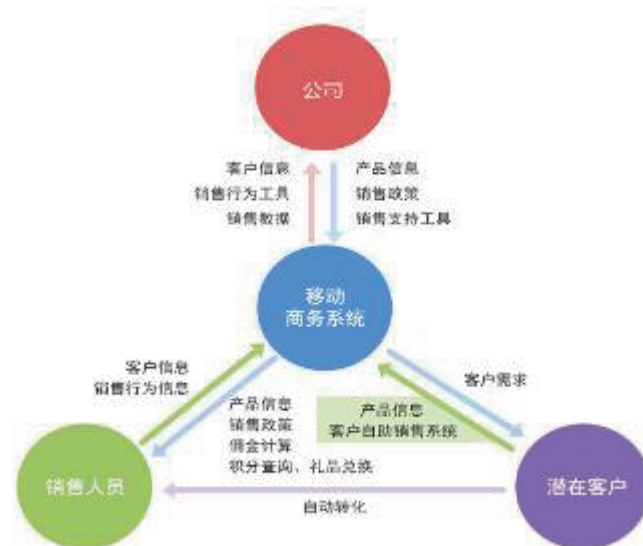 公司
客户信息
销售行为工具
销售数据
产品信息
销售政策
销售支持工具
移动
商务系统
客户信息
销售行为信息
产品信息
销售政策
佣金计算
积分查询、礼品兑换
产品信息
客户自助销售系统
客户需求
销售人员
潜在客户
自动转化